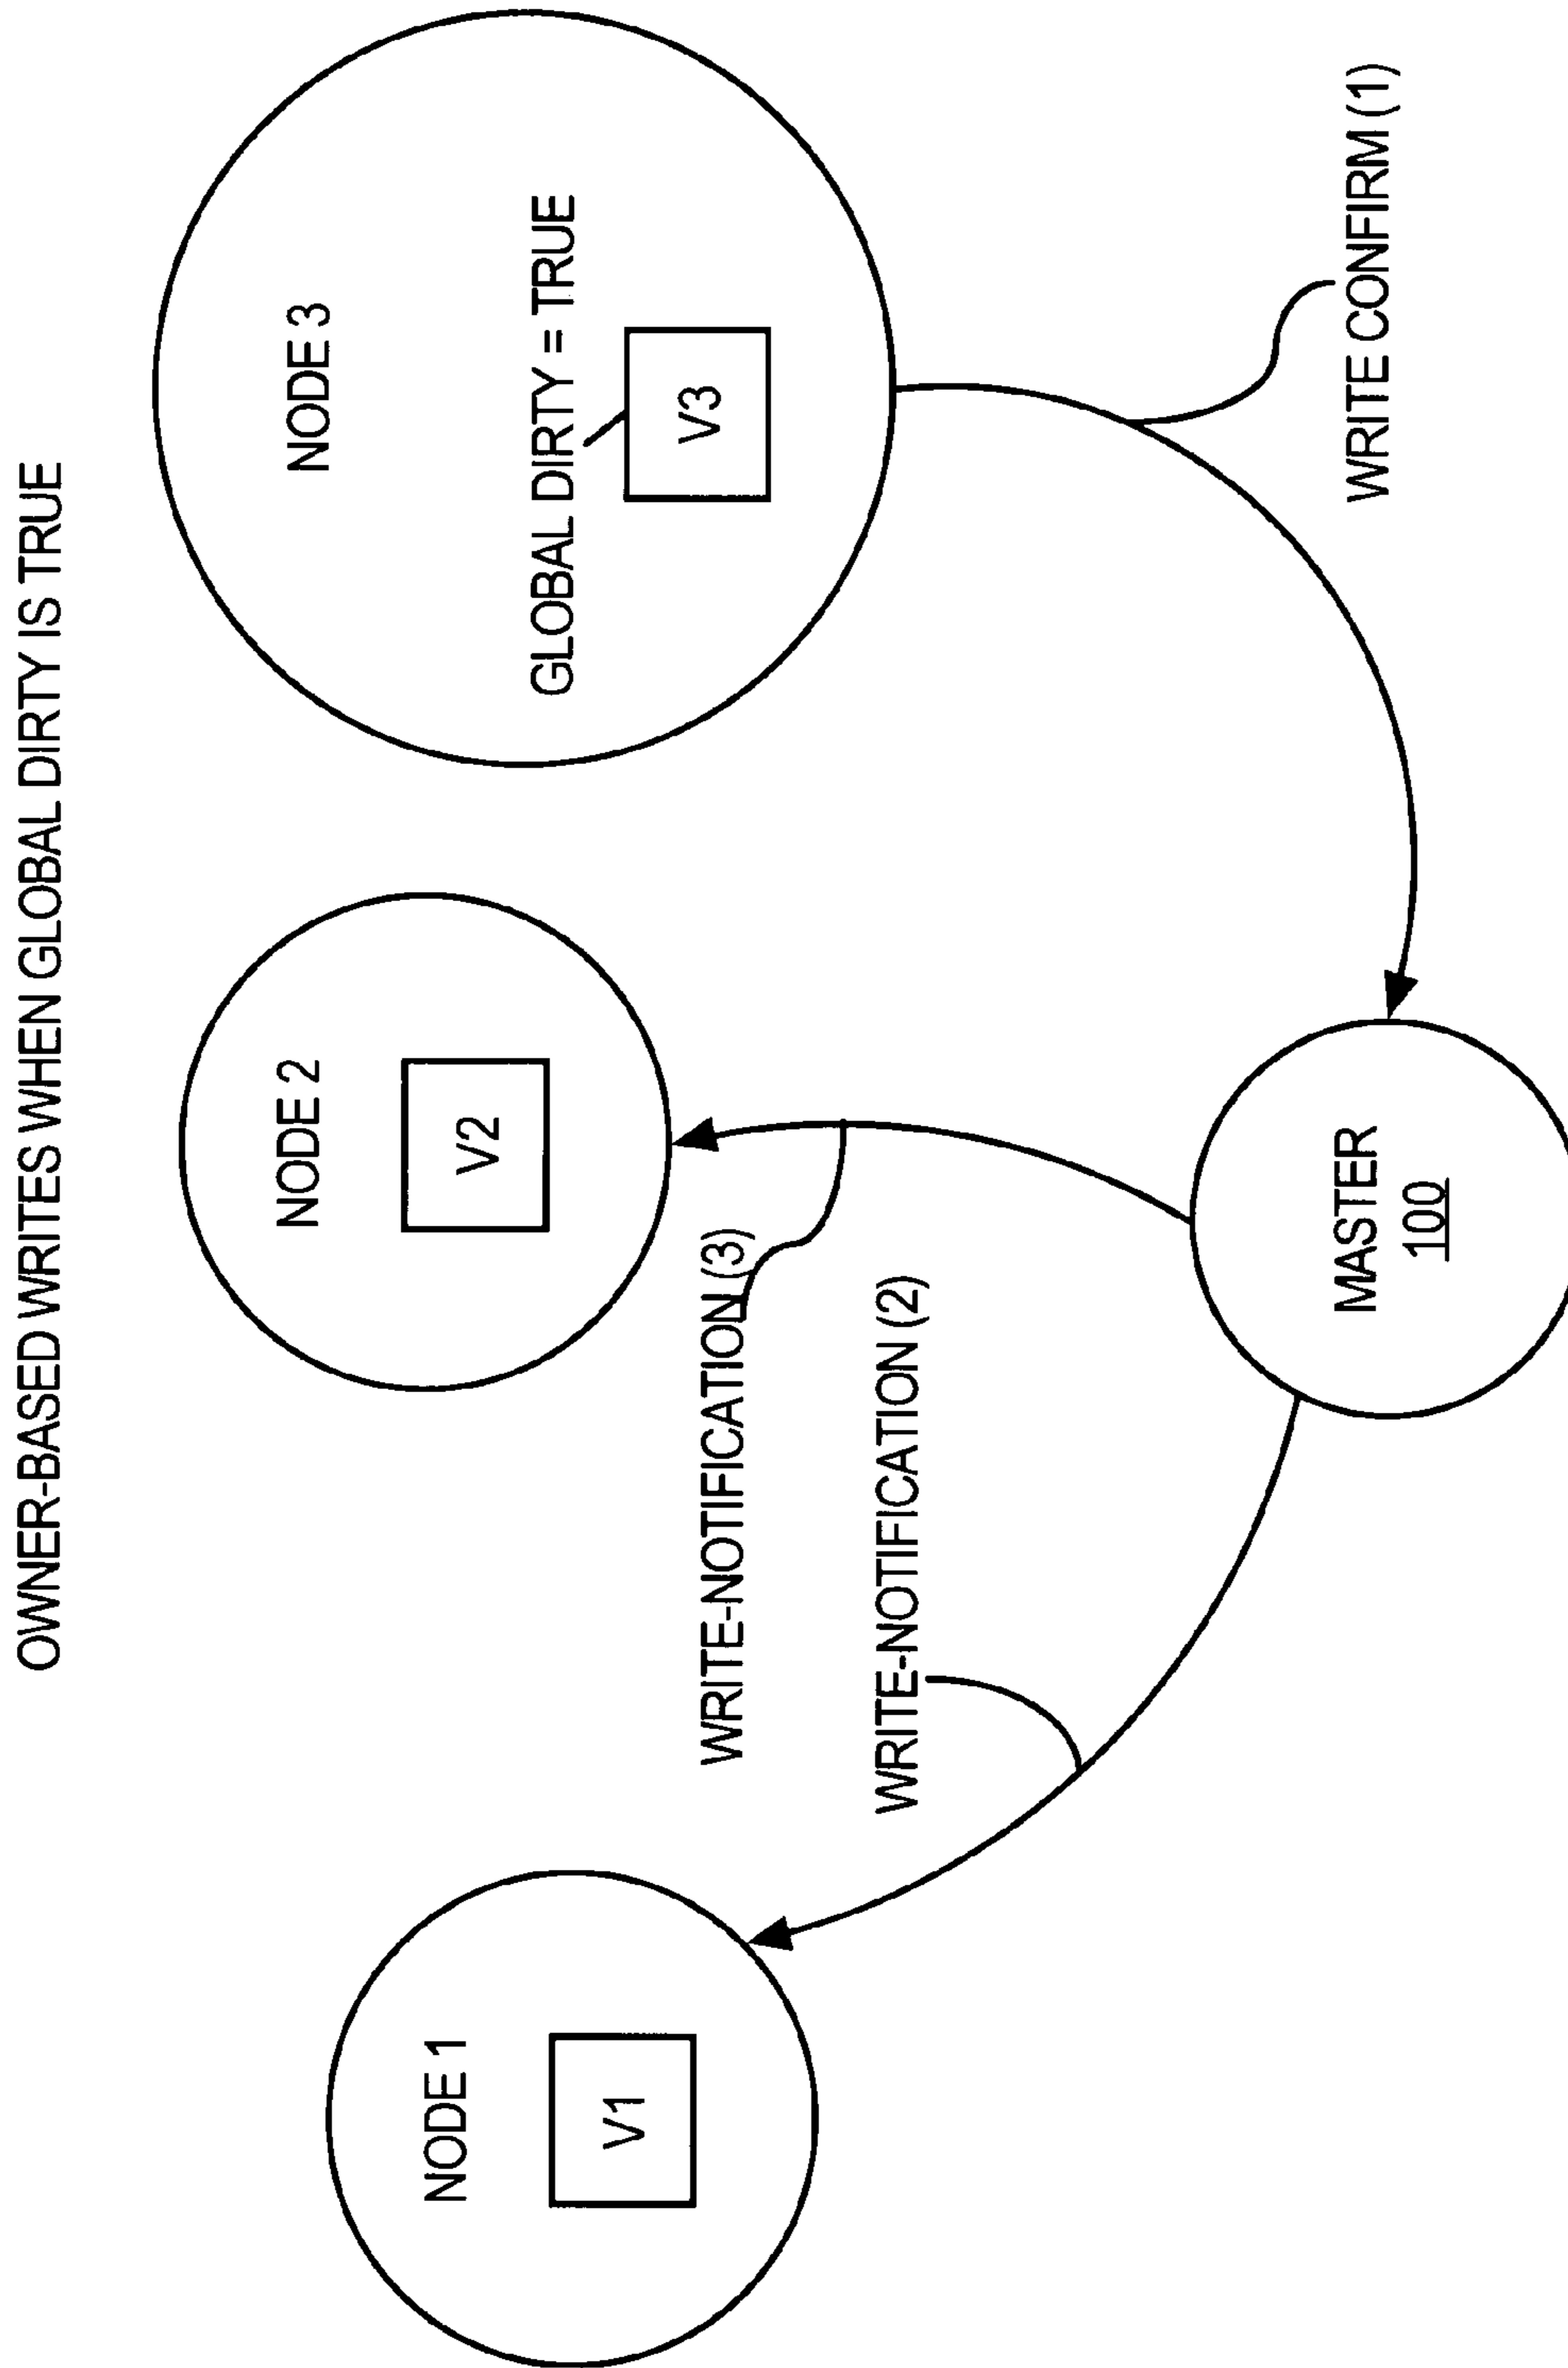 OWNER-BASED WRITES WHEN GLOBAL DIRTY IS TRUE
NODE 1
V1
NODE 2
V2
NODE 3
GLOBAL DIRTY = TRUE
V3
WRITE-NOTIFICATION (3)
WRITE-NOTIFICATION (2)
MASTER
100
WRITE CONFIRM (1)